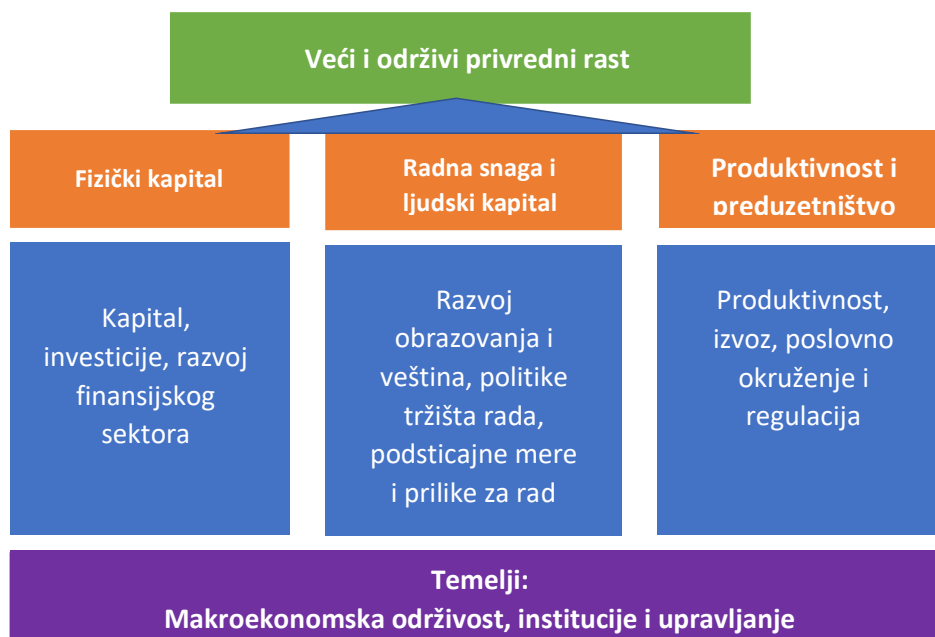 Veći i održivi privredni rast
Fizički kapital
Radna snaga i
ljudski kapital
Produktivnost i
preduzetništvo
Kapital,
investicije, razvoj
finansijskog
sektora
Razvoj
obrazovanja i
veština, politike
tržišta rada,
podsticajne mere
i prilike za rad
Produktivnost,
izvoz, poslovno
okruženje i
regulacija
Temelji:
Makroekonomska održivost, institucije i upravljanje